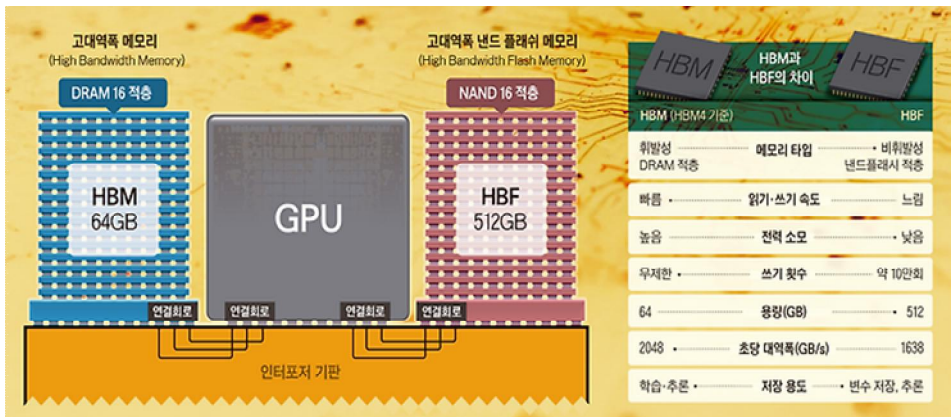 고대역폭 메모리
(High Bandwidth Memory)
DRAM 16 적층
HBM
64GB
GPU
고대역폭 낸드 플래쉬 메모리
(High Bandwidth Flash Memory)
NAND 16 적층
HBF
512GB
연결회로
연결회로
연결회로
연결회로
인터포저 기판
HBM
HBM과
HBF의 차이
HBF
HBM (HBM4 기준)
HBF
휘발성
DRAM 적층
메모리 타입
비휘발성
낸드플래시 적층
빠름
읽기·쓰기 속도
느림
높음
전력 소모
낮음
무제한
쓰기 횟수
약 10만회
64
용량(GB)
512
2048
초당 대역폭(GB/s)
1638
학습·추론
저장 용도
변수 저장, 추론